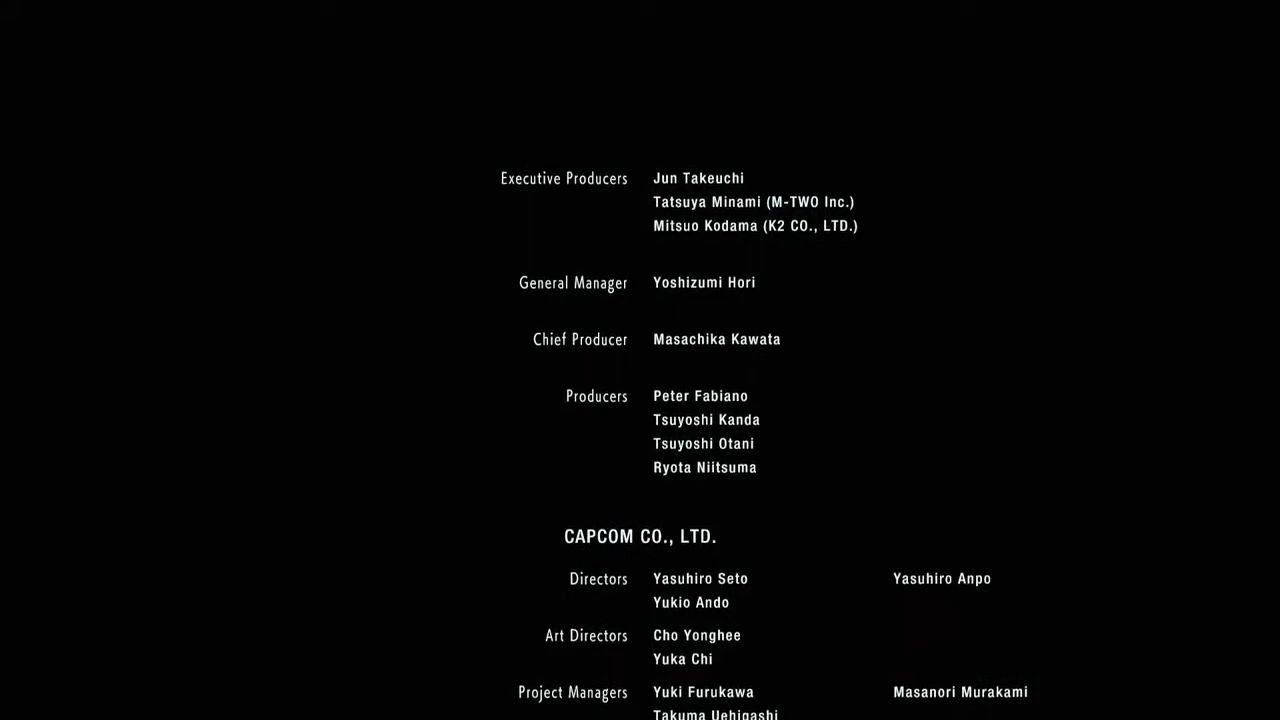 Executive Producers Jun Takeuchi
Tatsuya Minami (M-TWO Inc.)
Mitsuo Kodama (K2 CO., LTD.)
General Manager Yoshizumi Hori
Chief Producer Masachika Kawata
Producers Peter Fabiano
Tsuyoshi Kanda
Tsuyoshi Otani
Ryota Niitsuma
CAPCOM CO., LTD.
Directors Yasuhiro Seto Yasuhiro Anpo
Yukio Ando
Art Directors Cho Yonghee
Yuka Chi
Project Managers Yuki Furukawa Masanori Murakami
Takuma Uehigashi